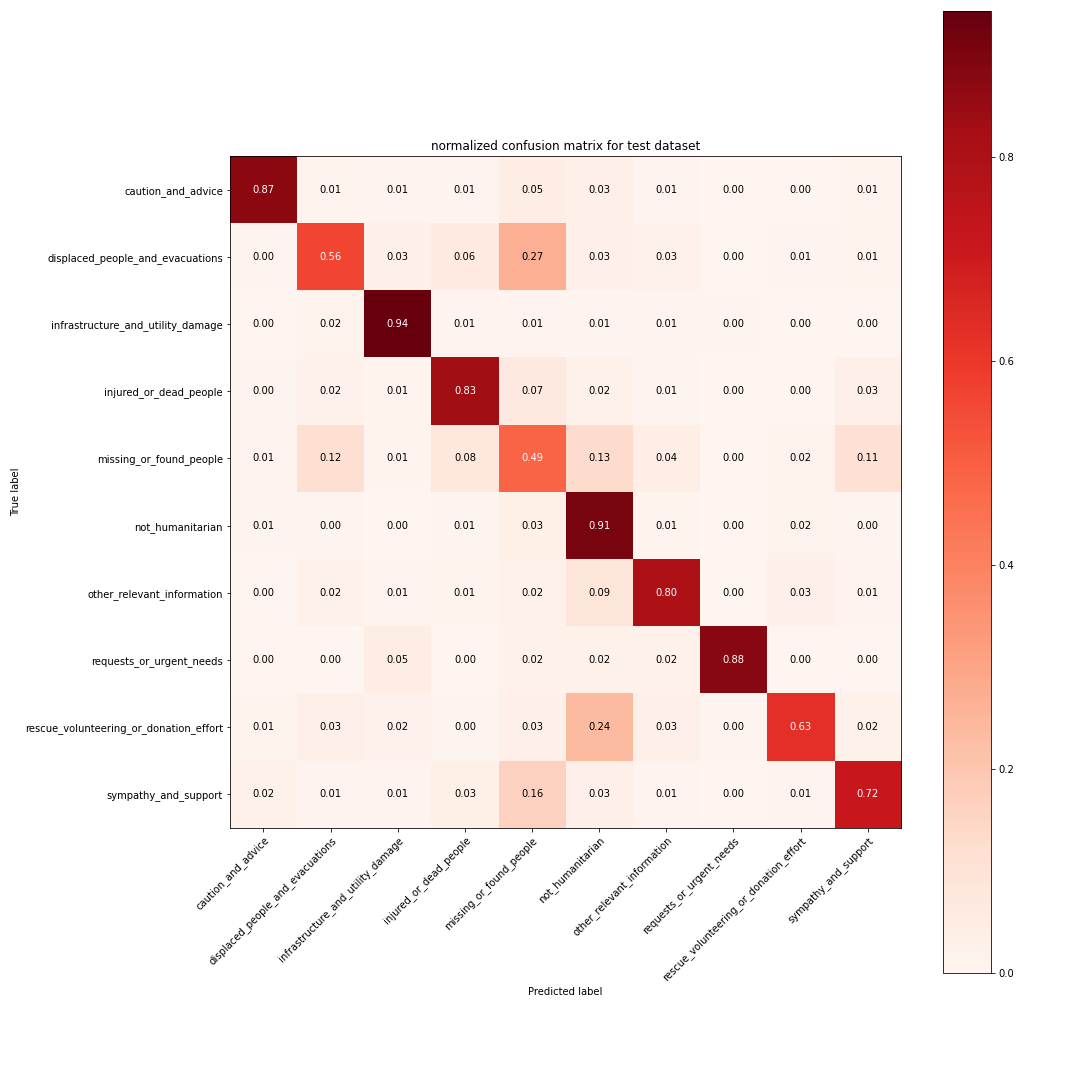 normalized confusion matrix for test dataset
caution_and_advice 0.87 0.01 0.01 0.01 0.05 0.03 0.01 0.00 0.00 0.01
displaced_people_and_evacuations 0.00 0.56 0.03 0.06 0.27 0.03 0.03 0.00 0.01 0.01
infrastructure_and_utility_damage 0.00 0.02 0.94 0.01 0.01 0.01 0.01 0.00 0.00 0.00
injured_or_dead_people 0.00 0.02 0.01 0.83 0.07 0.02 0.01 0.00 0.00 0.03
missing_or_found_people 0.01 0.12 0.01 0.08 0.49 0.13 0.04 0.00 0.02 0.11
not_humanitarian 0.01 0.00 0.00 0.01 0.03 0.91 0.01 0.00 0.02 0.00
other_relevant_information 0.00 0.02 0.01 0.01 0.02 0.09 0.80 0.00 0.03 0.01
requests_or_urgent_needs 0.00 0.00 0.05 0.00 0.02 0.02 0.02 0.88 0.00 0.00
rescue_volunteering_or_donation_effort 0.01 0.03 0.02 0.00 0.03 0.24 0.03 0.00 0.63 0.02
sympathy_and_support 0.02 0.01 0.01 0.03 0.16 0.03 0.01 0.00 0.01 0.72
True label
caution_and_advice
displaced_people_and_evacuations
infrastructure_and_utility_damage
injured_or_dead_people
missing_or_found_people
not_humanitarian
other_relevant_information
requests_or_urgent_needs
rescue_volunteering_or_donation_effort
sympathy_and_support
Predicted label
0.8
0.6
0.4
0.2
0.0